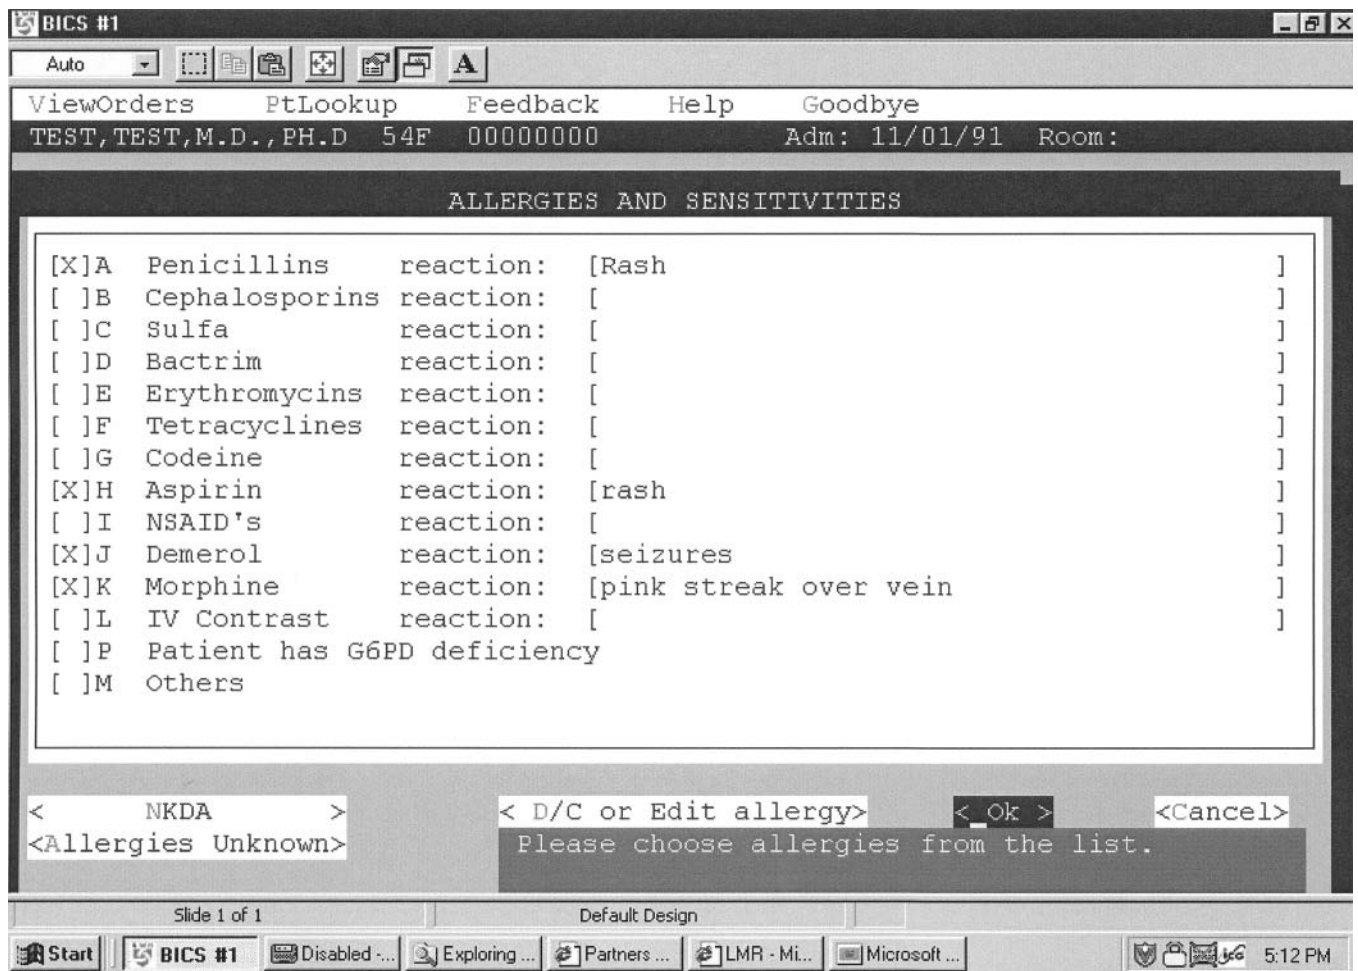 BICS #1
Auto
A
ViewOrders PtLookup Feedback Help Goodbye
TEST,TEST,M.D.,PH.D 54F 00000000 Adm: 11/01/91 Room:
ALLERGIES AND SENSITIVITIES
[X]A Penicillins reaction: [Rash ]
[ ]B Cephalosporins reaction: [ ]
[ ]C Sulfa reaction: [ ]
[ ]D Bactrim reaction: [ ]
[ ]E Erythromycins reaction: [ ]
[ ]F Tetracyclines reaction: [ ]
[ ]G Codeine reaction: [ ]
[X]H Aspirin reaction: [rash ]
[ ]I NSAID's reaction: [ ]
[X]J Demerol reaction: [seizures ]
[X]K Morphine reaction: [pink streak over vein ]
[ ]L IV Contrast reaction: [ ]
[ ]P Patient has G6PD deficiency
[ ]M Others
< NKDA > < D/C or Edit allergy> < Ok > <Cancel>
<Allergies Unknown> Please choose allergies from the list.
Slide 1 of 1 Default Design
Start BICS #1 Disabled -... Exploring ... Partners ... LMR - Mi... Microsoft ... 5:12 PM